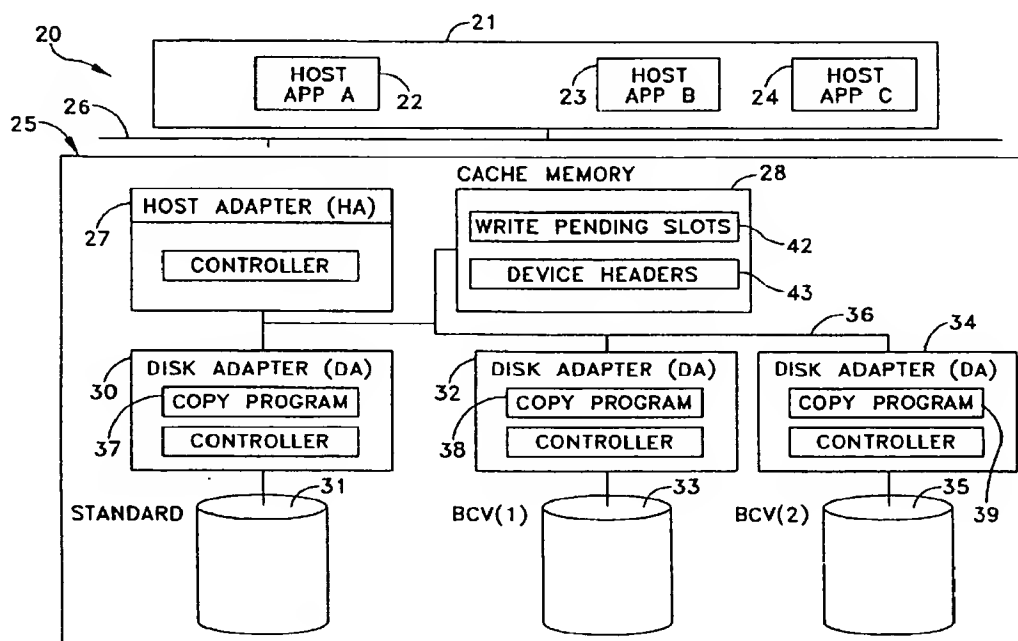 20
21
HOST
APP A
22
23
HOST
APP B
24
HOST
APP C
26
25
CACHE MEMORY
28
HOST ADAPTER (HA)
27
CONTROLLER
WRITE PENDING SLOTS
42
DEVICE HEADERS
43
36
34
30
DISK ADAPTER (DA)
COPY PROGRAM
37
CONTROLLER
32
DISK ADAPTER (DA)
COPY PROGRAM
38
CONTROLLER
DISK ADAPTER (DA)
COPY PROGRAM
CONTROLLER
39
STANDARD
31
BCV(1)
33
BCV(2)
35